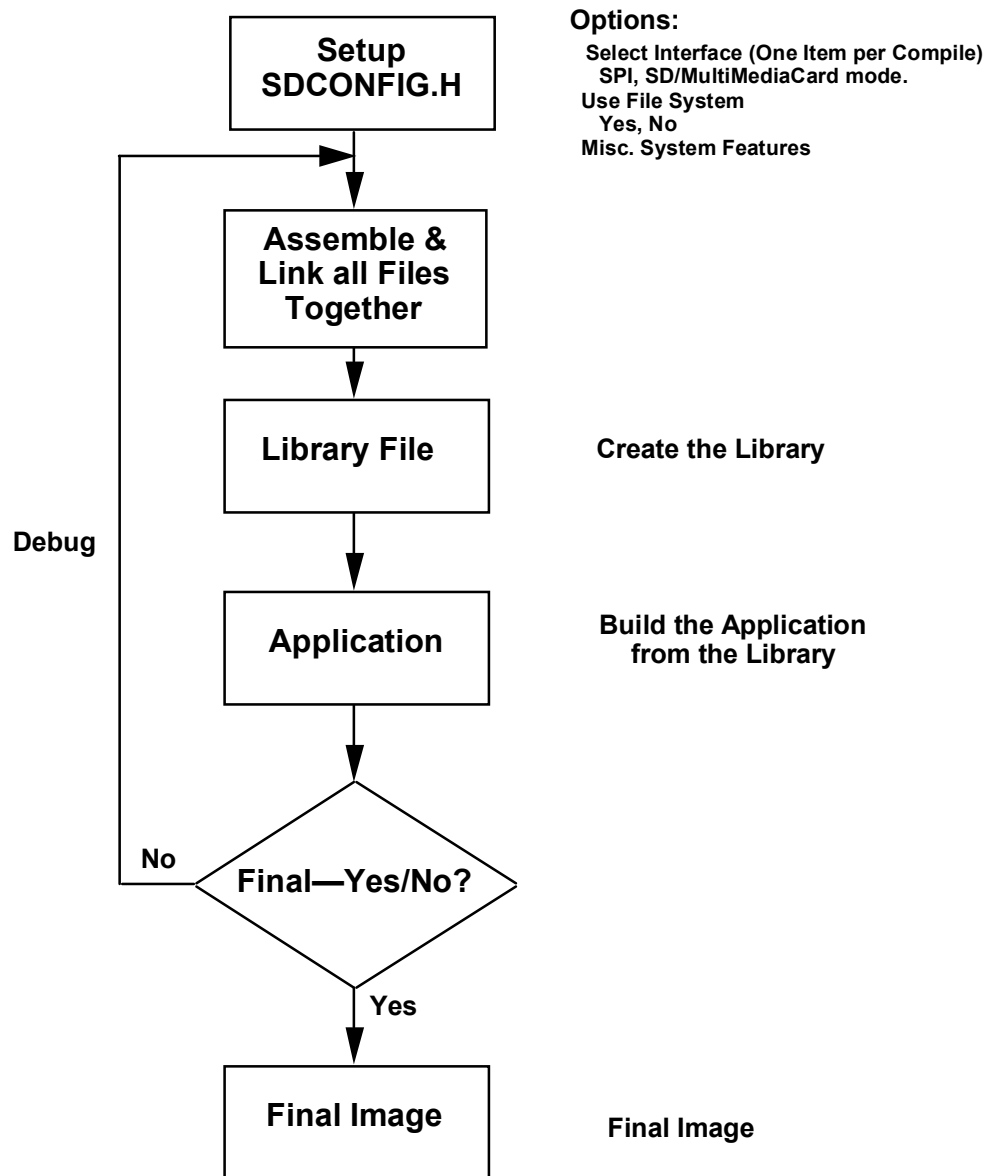 Setup
SDCONFIG.H
Options:
Select Interface (One Item per Compile)
SPI, SD/MultiMediaCard mode.
Use File System
Yes, No
Misc. System Features
Assemble &
Link all Files
Together
Library File
Create the Library
Debug
Application
Build the Application
from the Library
No
Final—Yes/No?
Yes
Final Image
Final Image